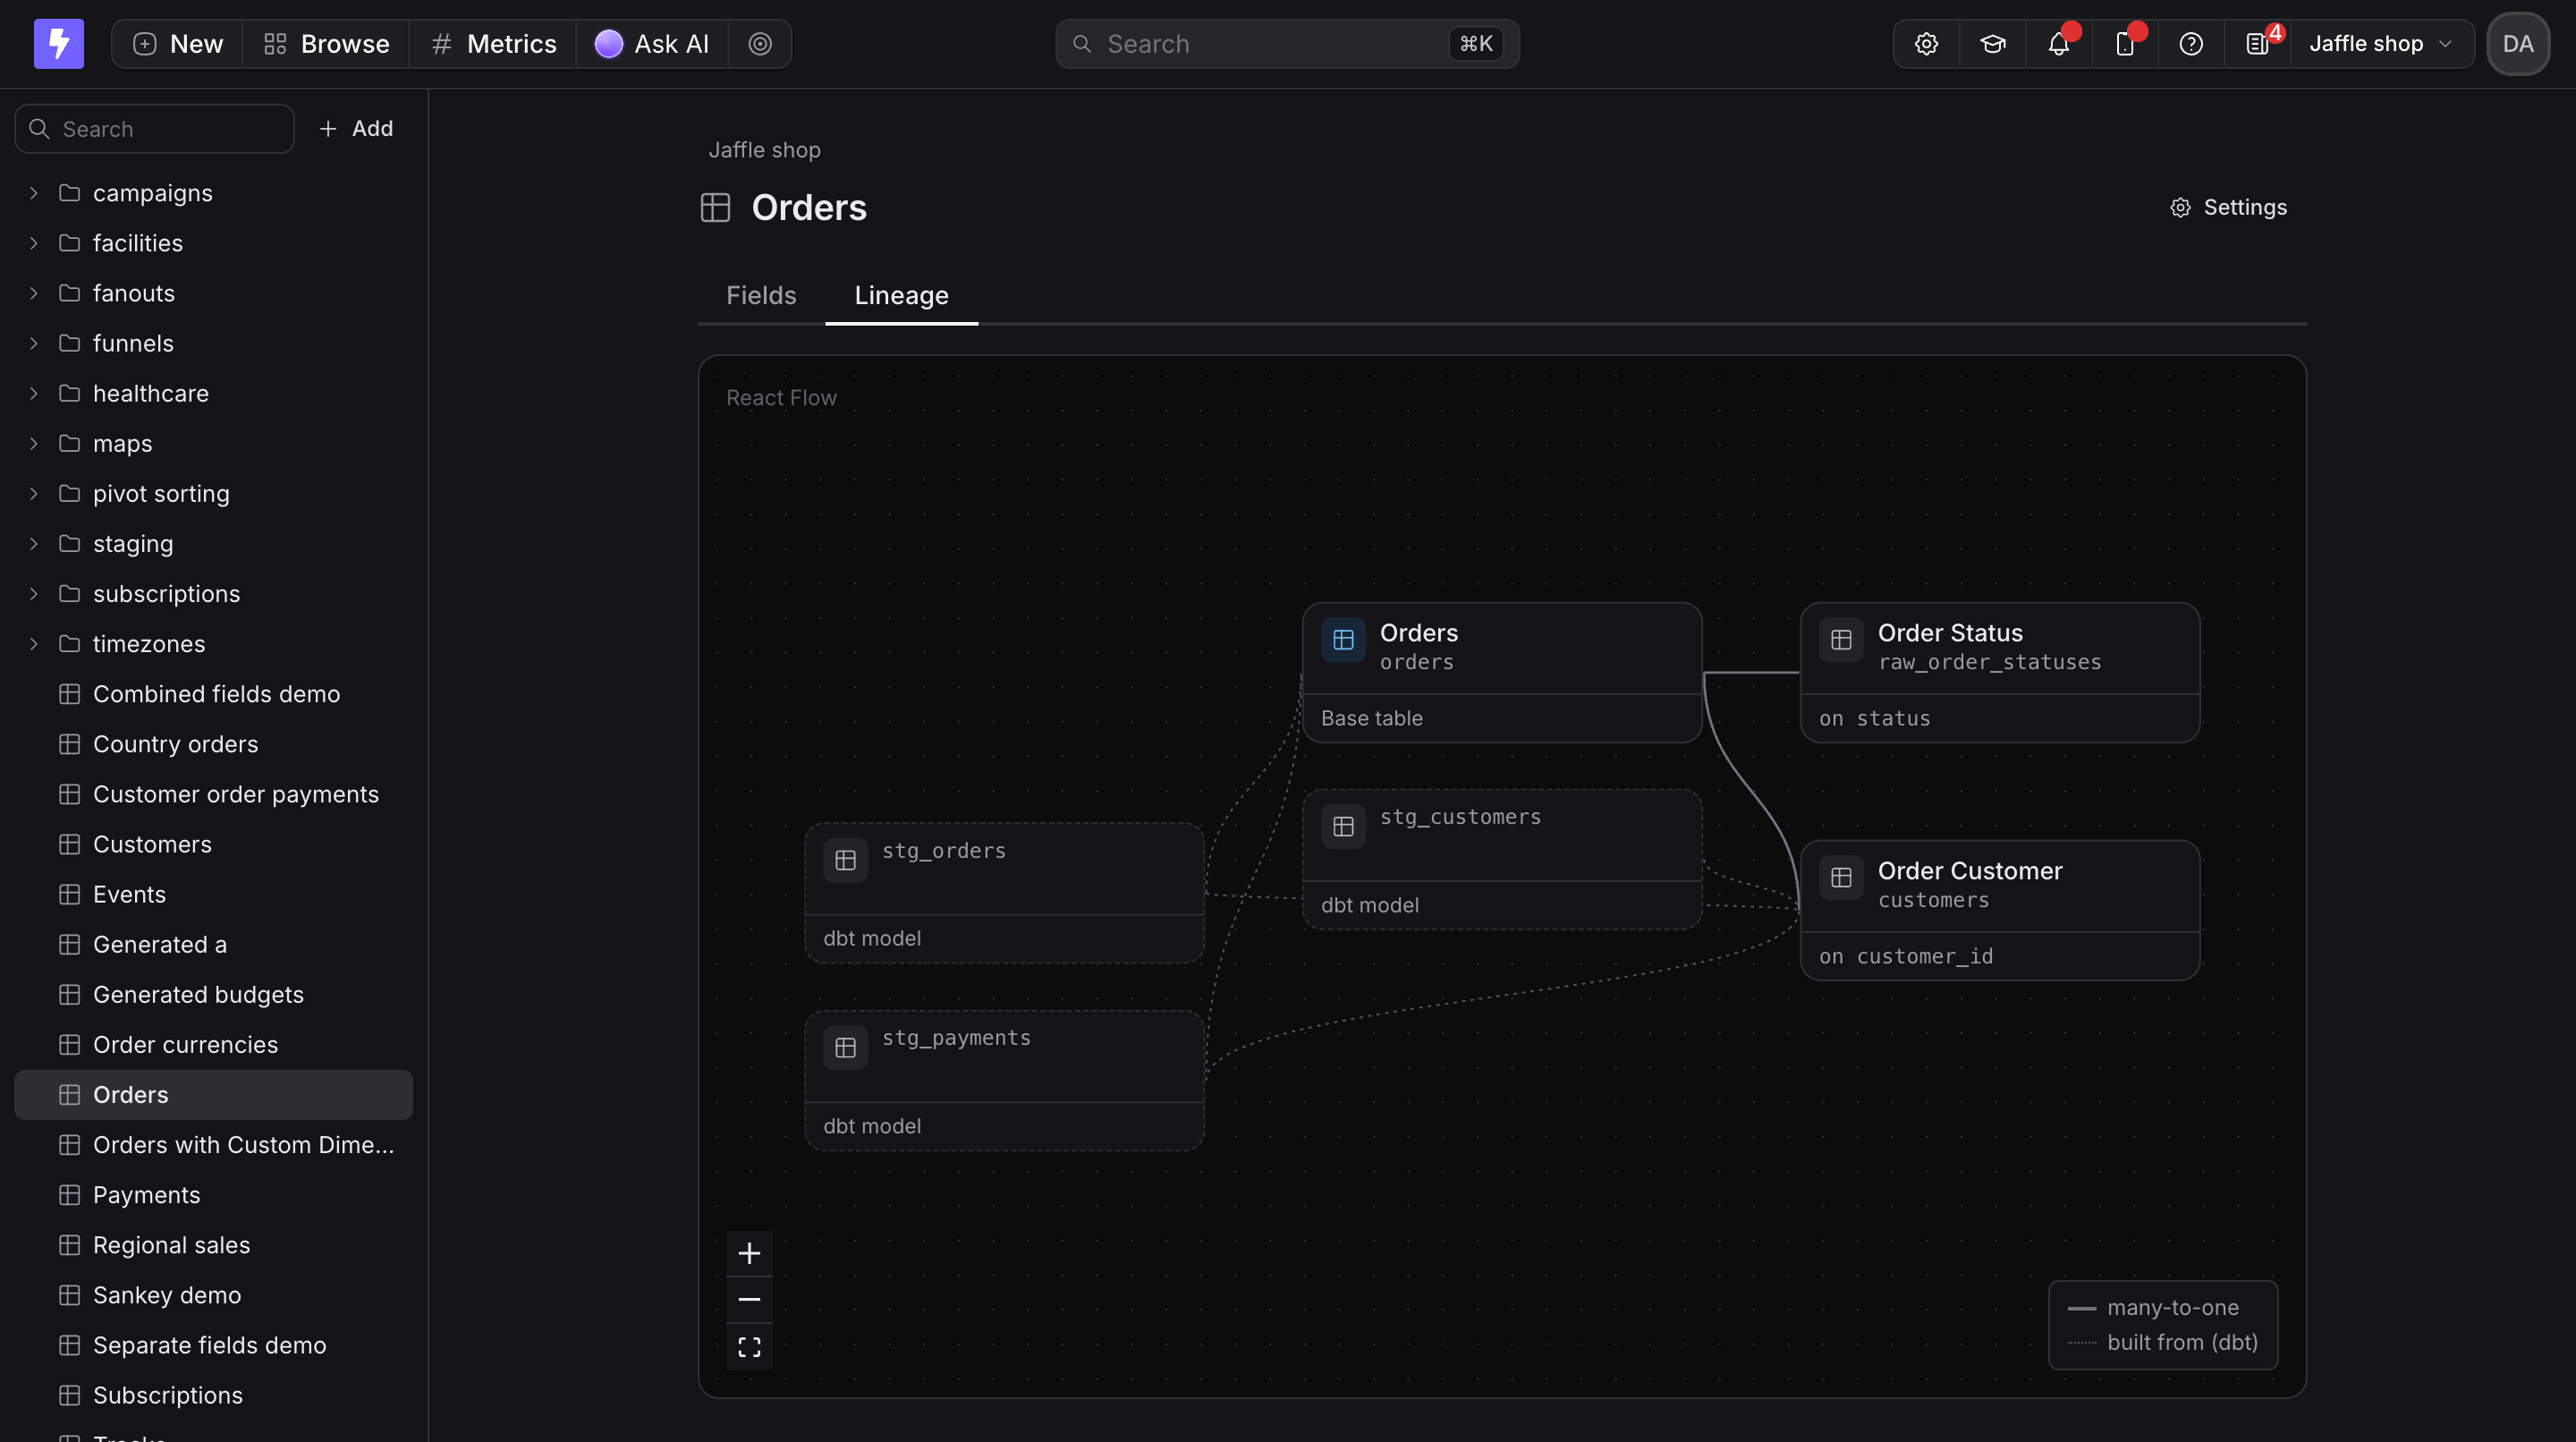 New
Browse
Metrics
Ask AI
Search
⌘K
4
Jaffle shop
DA
Search
Add
campaigns
facilities
fanouts
funnels
healthcare
maps
pivot sorting
staging
subscriptions
timezones
Combined fields demo
Country orders
Customer order payments
Customers
Events
Generated a
Generated budgets
Order currencies
Orders
Orders with Custom Dime...
Payments
Regional sales
Sankey demo
Separate fields demo
Subscriptions
Jaffle shop
Orders
Settings
Fields
Lineage
React Flow
Orders
orders
Base table
Order Status
raw_order_statuses
on status
stg_customers
dbt model
stg_orders
dbt model
Order Customer
customers
on customer_id
stg_payments
dbt model
many-to-one
built from (dbt)